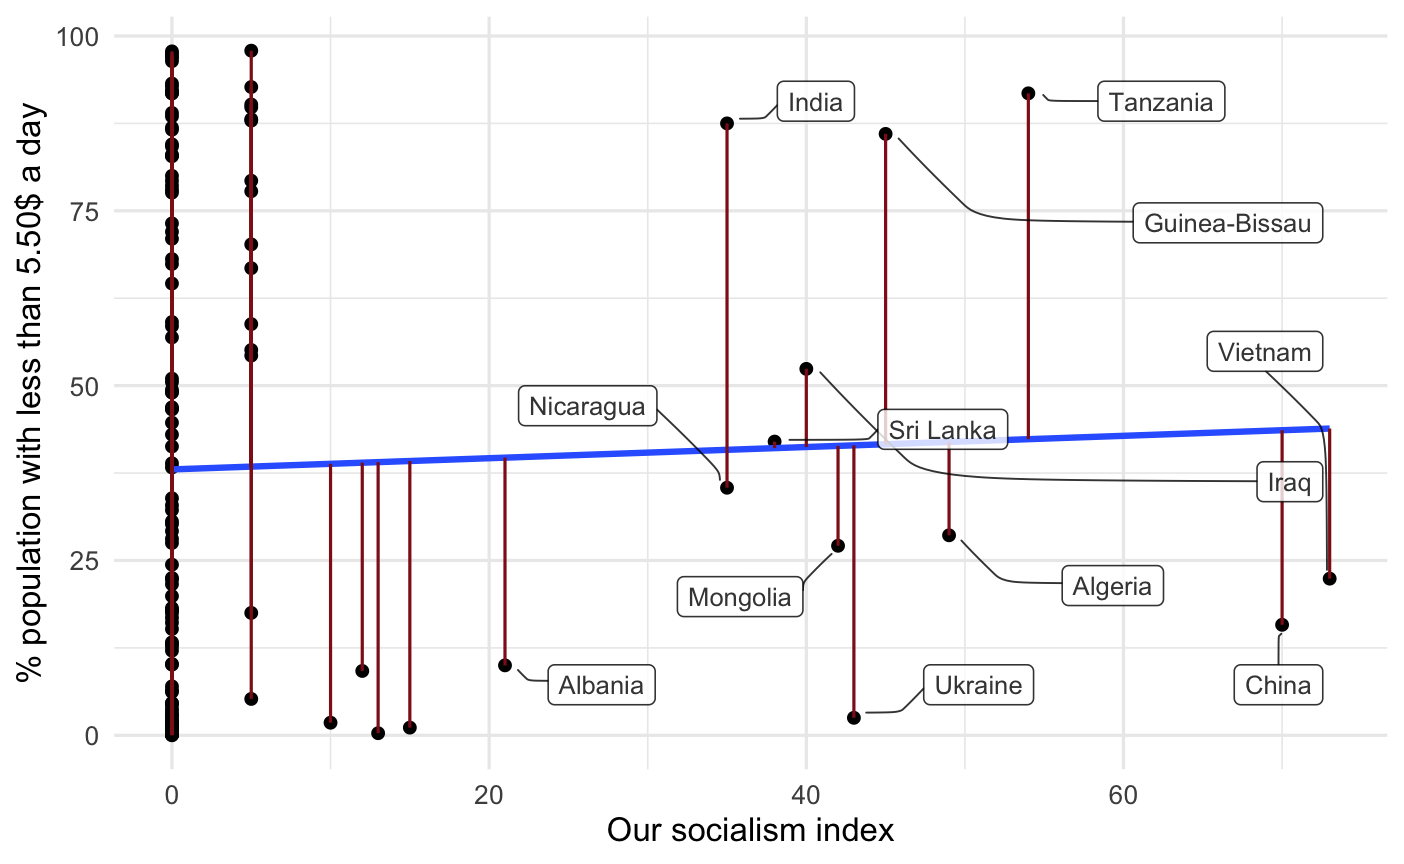 % population with less than 5.50$ a day
100
75
50
25
0
India
Tanzania
Guinea-Bissau
Vietnam
Nicaragua
Sri Lanka
Iraq
Mongolia
Algeria
Albania
Ukraine
China
0
20
40
60
Our socialism index